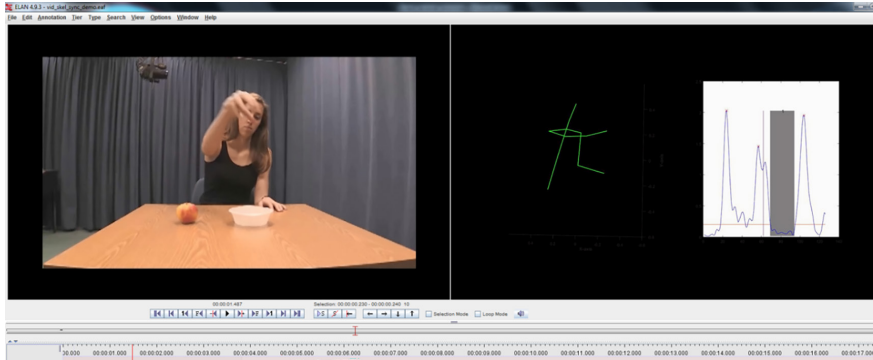 ELAN 4.9.3 - vid_skel_sync_demo.eaf
File Edit Annotation Tier Type Search View Options Window Help
00:00:01.487
Selection: 00:00:00.230 - 00:00:00.240 10
Selection Mode Loop Mode
00.000 00:00:01.000 00:00:02.000 00:00:03.000 00:00:04.000 00:00:05.000 00:00:06.000 00:00:07.000 00:00:08.000 00:00:09.000 00:00:10.000 00:00:11.000 00:00:12.000 00:00:13.000 00:00:14.000 00:00:15.000 00:00:16.000 00:00:17.00